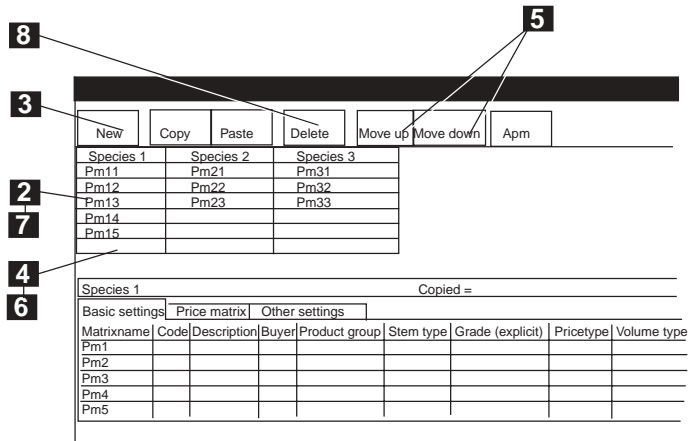 8
5
3
New Copy Paste Delete Move up Move down Apm
Species 1 Species 2 Species 3
Pm11 Pm21 Pm31
Pm12 Pm22 Pm32
2
Pm13 Pm23 Pm33
7
Pm14
Pm15
4
6
Species 1 Copied =
Basic settings Price matrix Other settings
Matrixname Code Description Buyer Product group Stem type Grade (explicit) Pricetype Volume type
Pm1
Pm2
Pm3
Pm4
Pm5